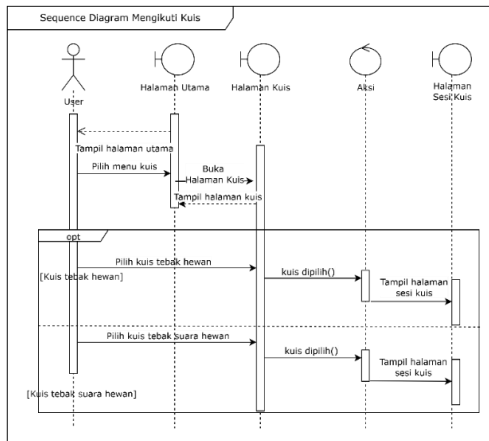 Sequence Diagram Mengikuti Kuis
User
Halaman Utama
Halaman Kuis
Aksi
Halaman
Sesi Kuis
Tampil halaman utama
Pilih menu kuis
Buka
Halaman Kuis
Tampil halaman kuis
opt
Pilih kuis tebak hewan
[Kuis tebak hewan]
kuis dipilih()
Tampil halaman
sesi kuis
Pilih kuis tebak suara hewan
kuis dipilih()
Tampil halaman
sesi kuis
[Kuis tebak suara hewan]